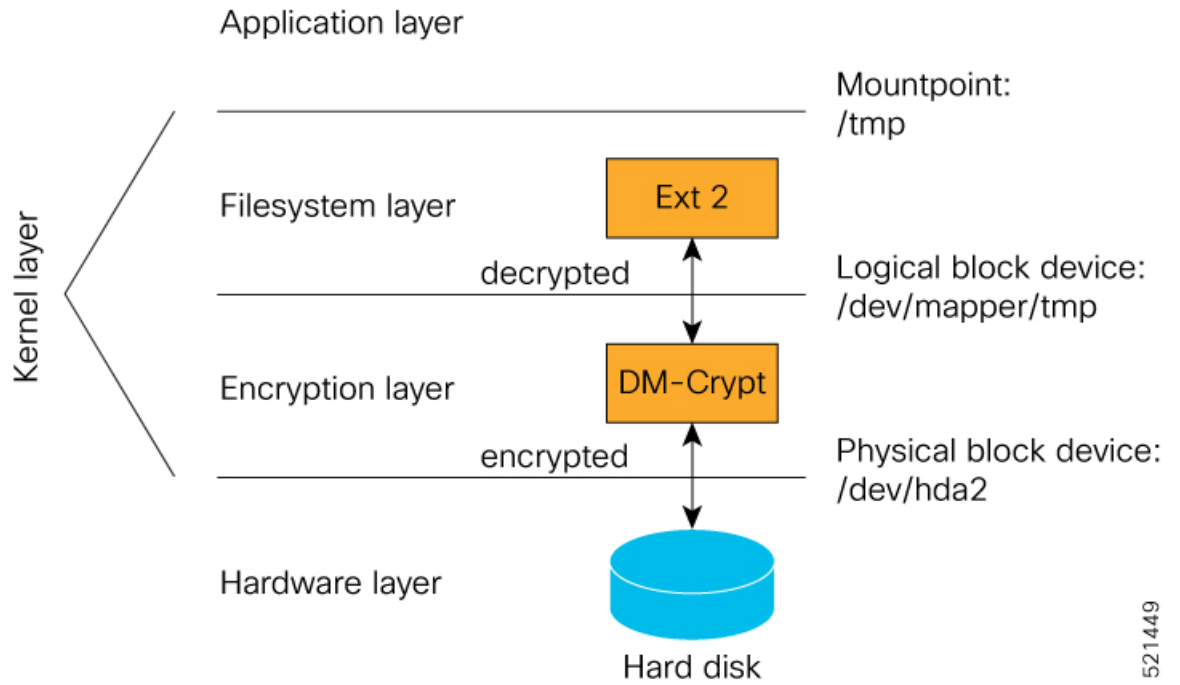 Application layer
Mountpoint:
/tmp
Kernel layer
Filesystem layer
Ext 2
decrypted
Logical block device:
/dev/mapper/tmp
Encryption layer
DM-Crypt
encrypted
Physical block device:
/dev/hda2
Hardware layer
Hard disk
521449